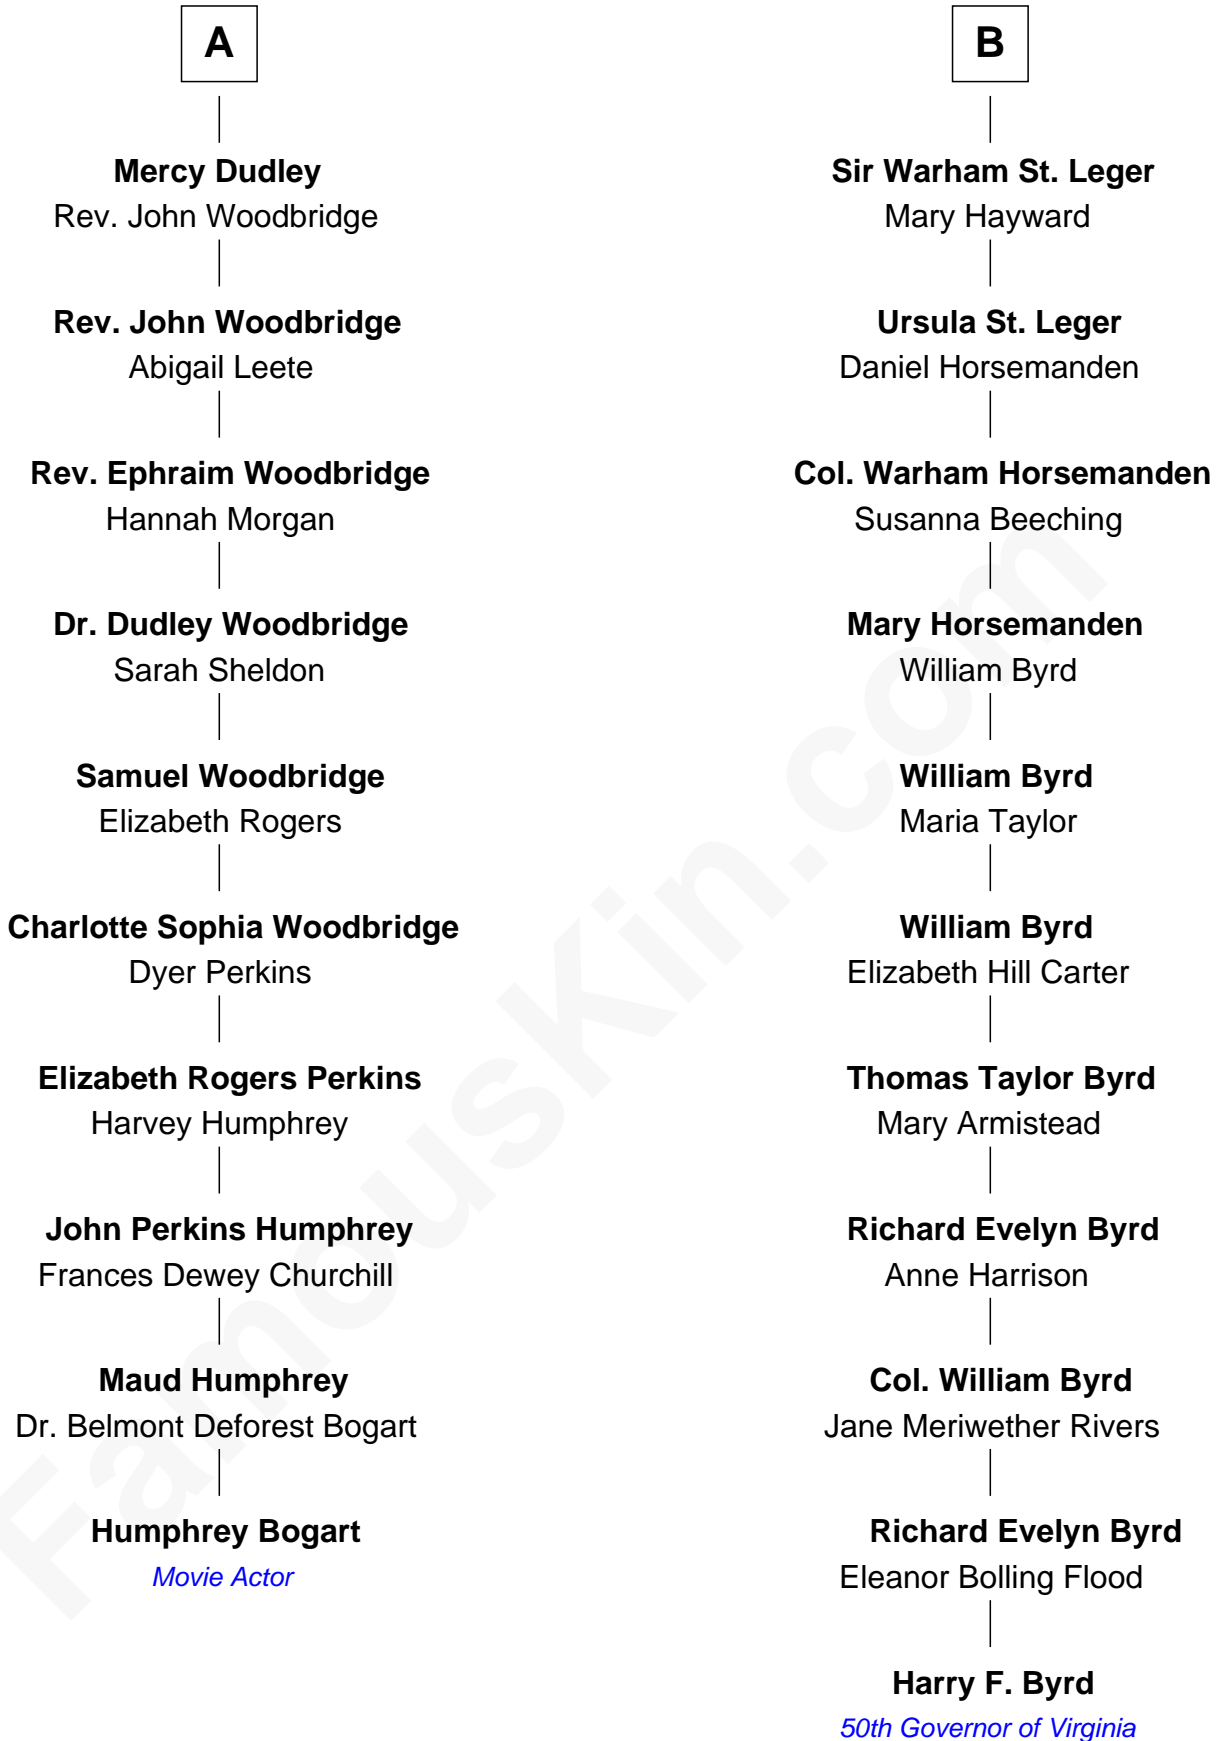 A
Mercy Dudley
Rev. John Woodbridge
Rev. John Woodbridge
Abigail Leete
Rev. Ephraim Woodbridge
Hannah Morgan
Dr. Dudley Woodbridge
Sarah Sheldon
Samuel Woodbridge
Elizabeth Rogers
Charlotte Sophia Woodbridge
Dyer Perkins
Elizabeth Rogers Perkins
Harvey Humphrey
John Perkins Humphrey
Frances Dewey Churchill
Maud Humphrey
Dr. Belmont Deforest Bogart
Humphrey Bogart
Movie Actor
B
Sir Warham St. Leger
Mary Hayward
Ursula St. Leger
Daniel Horsemanden
Col. Warham Horsemanden
Susanna Beeching
Mary Horsemanden
William Byrd
William Byrd
Maria Taylor
William Byrd
Elizabeth Hill Carter
Thomas Taylor Byrd
Mary Armistead
Richard Evelyn Byrd
Anne Harrison
Col. William Byrd
Jane Meriwether Rivers
Richard Evelyn Byrd
Eleanor Bolling Flood
Harry F. Byrd
50th Governor of Virginia
FamousKin.com